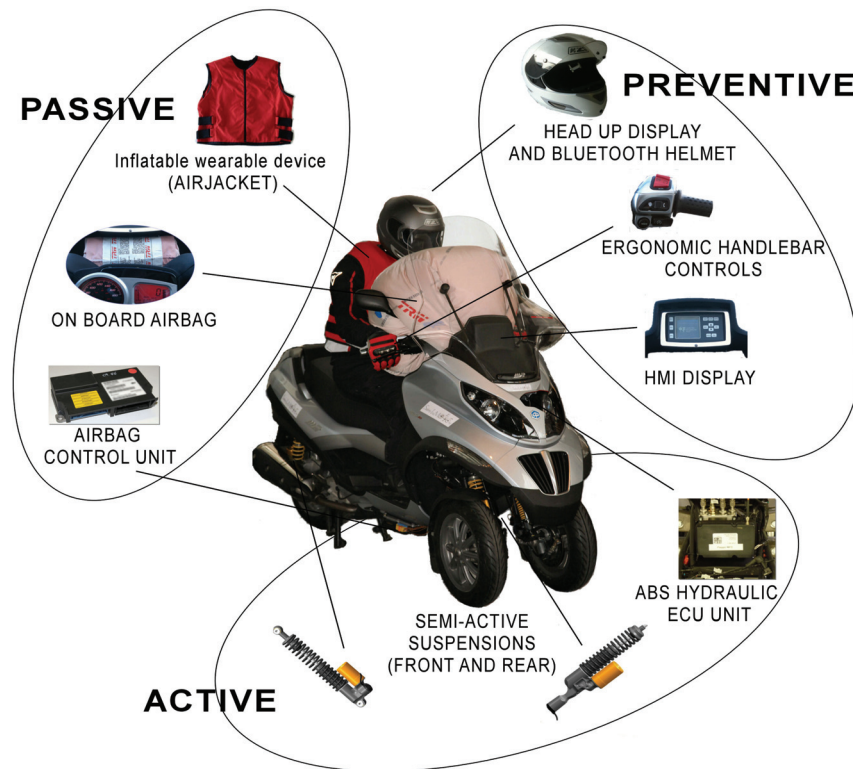 PASSIVE
Inflatable wearable device
(AIRJACKET)
ON BOARD AIRBAG
AIRBAG
CONTROL UNIT
PREVENTIVE
HEAD UP DISPLAY
AND BLUETOOTH HELMET
ERGONOMIC HANDLEBAR
CONTROLS
HMI DISPLAY
TRW
ABS HYDRAULIC
ECU UNIT
SEMI-ACTIVE
SUSPENSIONS
(FRONT AND REAR)
ACTIVE